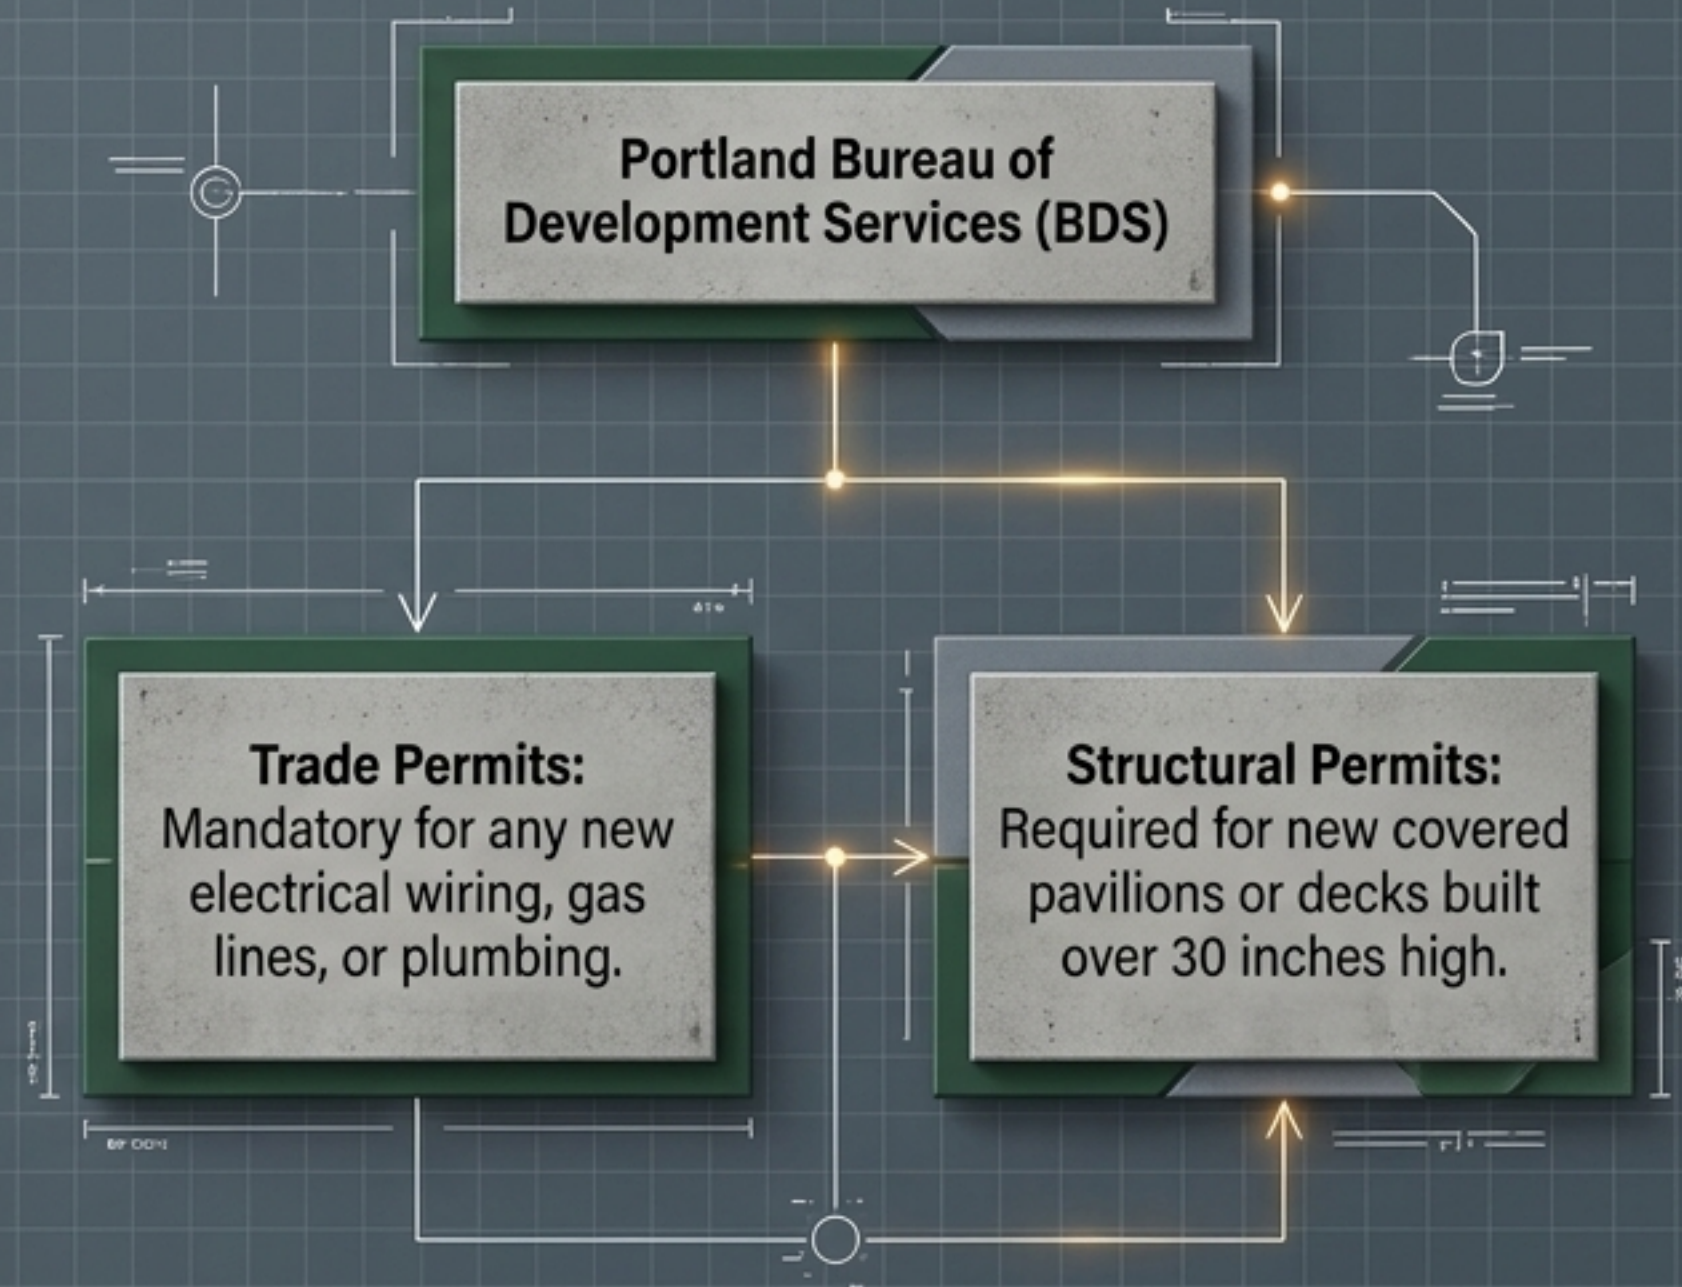 Portland Bureau of
Development Services (BDS)
Trade Permits:
Mandatory for any new
electrical wiring, gas
lines, or plumbing.
Structural Permits:
Required for new covered
pavilions or decks built
over 30 inches high.